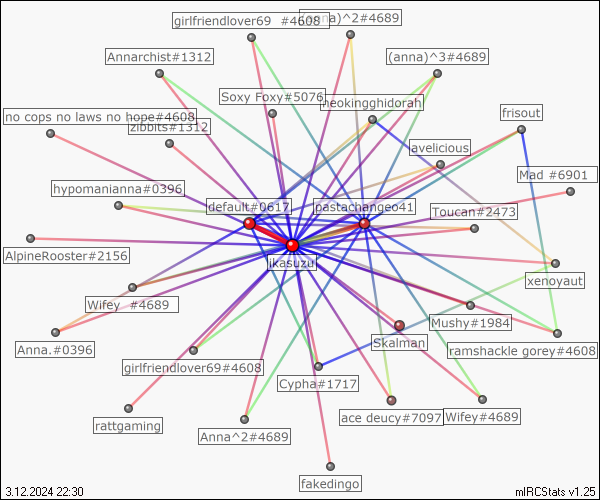 girlfriendlover69 #4608
(anna)^2#4689
Annarchist#1312
(anna)^3#4689
Soxy Foxy#5076
neokingghidorah
no cops no laws no hope#4608
zibbits#1312
frisout
avelicious
Mad #6901
hypomanianna#0396
default#0617
pastachange041
Toucan#2473
AlpineRooster#2156
ikasuzu
xenoyaut
Wifey #4689
Mushy#1984
Skalman
Anna.#0396
ramshackle gorey#4608
girlfriendlover69#4608
Cypha#1717
rattgaming
ace deucy#7097
Wifey#4689
Anna^2#4689
fakedingo
3.12.2024 22:30
mIRCStats v1.25